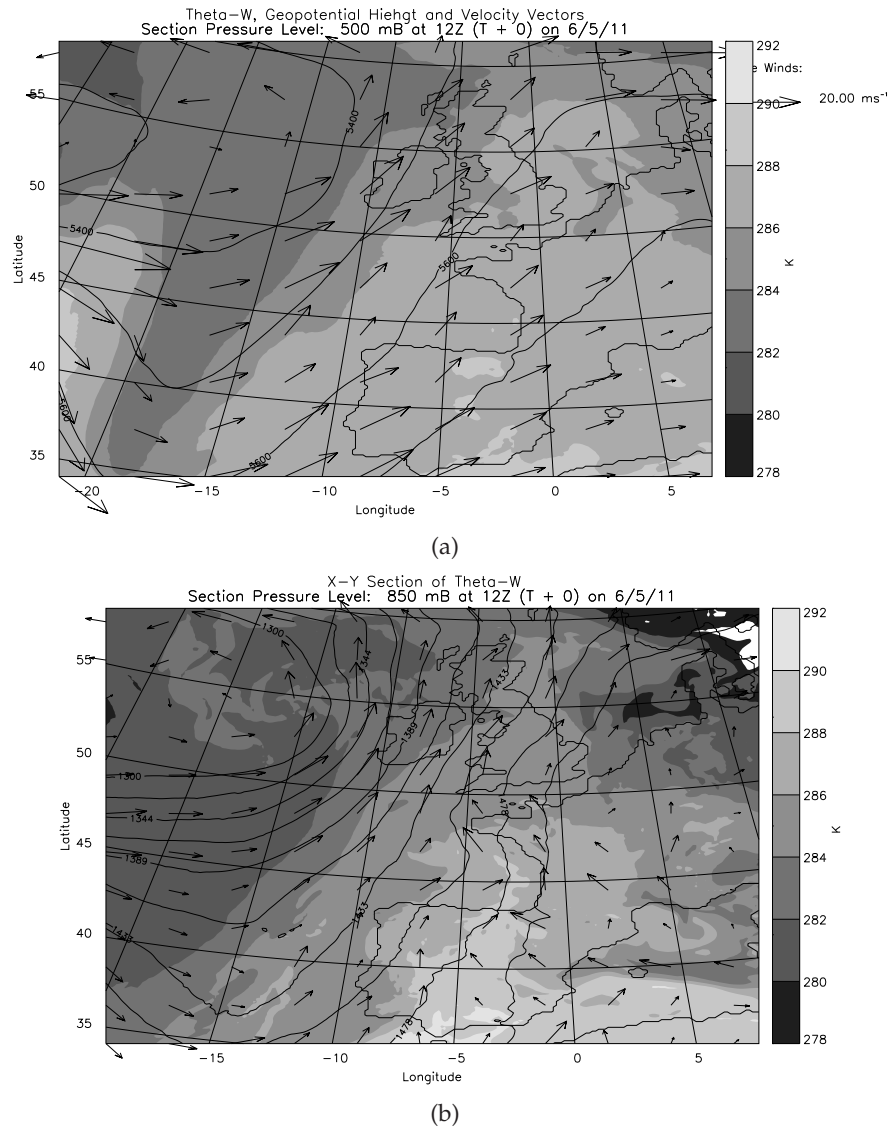 Theta-W, Geopotential Hiehgt and Velocity Vectors
Section Pressure Level: 500 mB at 12Z (T + 0) on 6/5/11
292
290
288
286
284
282
280
278
K
Winds:
20.00 ms⁻¹
55
50
45
40
35
Latitude
5400
5400
5600
5600
5600
-20 -15 -10 -5 0 5
Longitude
(a)
X-Y Section of Theta-W
Section Pressure Level: 850 mB at 12Z (T + 0) on 6/5/11
292
290
288
286
284
282
280
278
K
55
50
45
40
35
Latitude
1300
1344
1433
1389
1300
1344
1389
478
1433
1433
1478
-15 -10 -5 0 5
Longitude
(b)